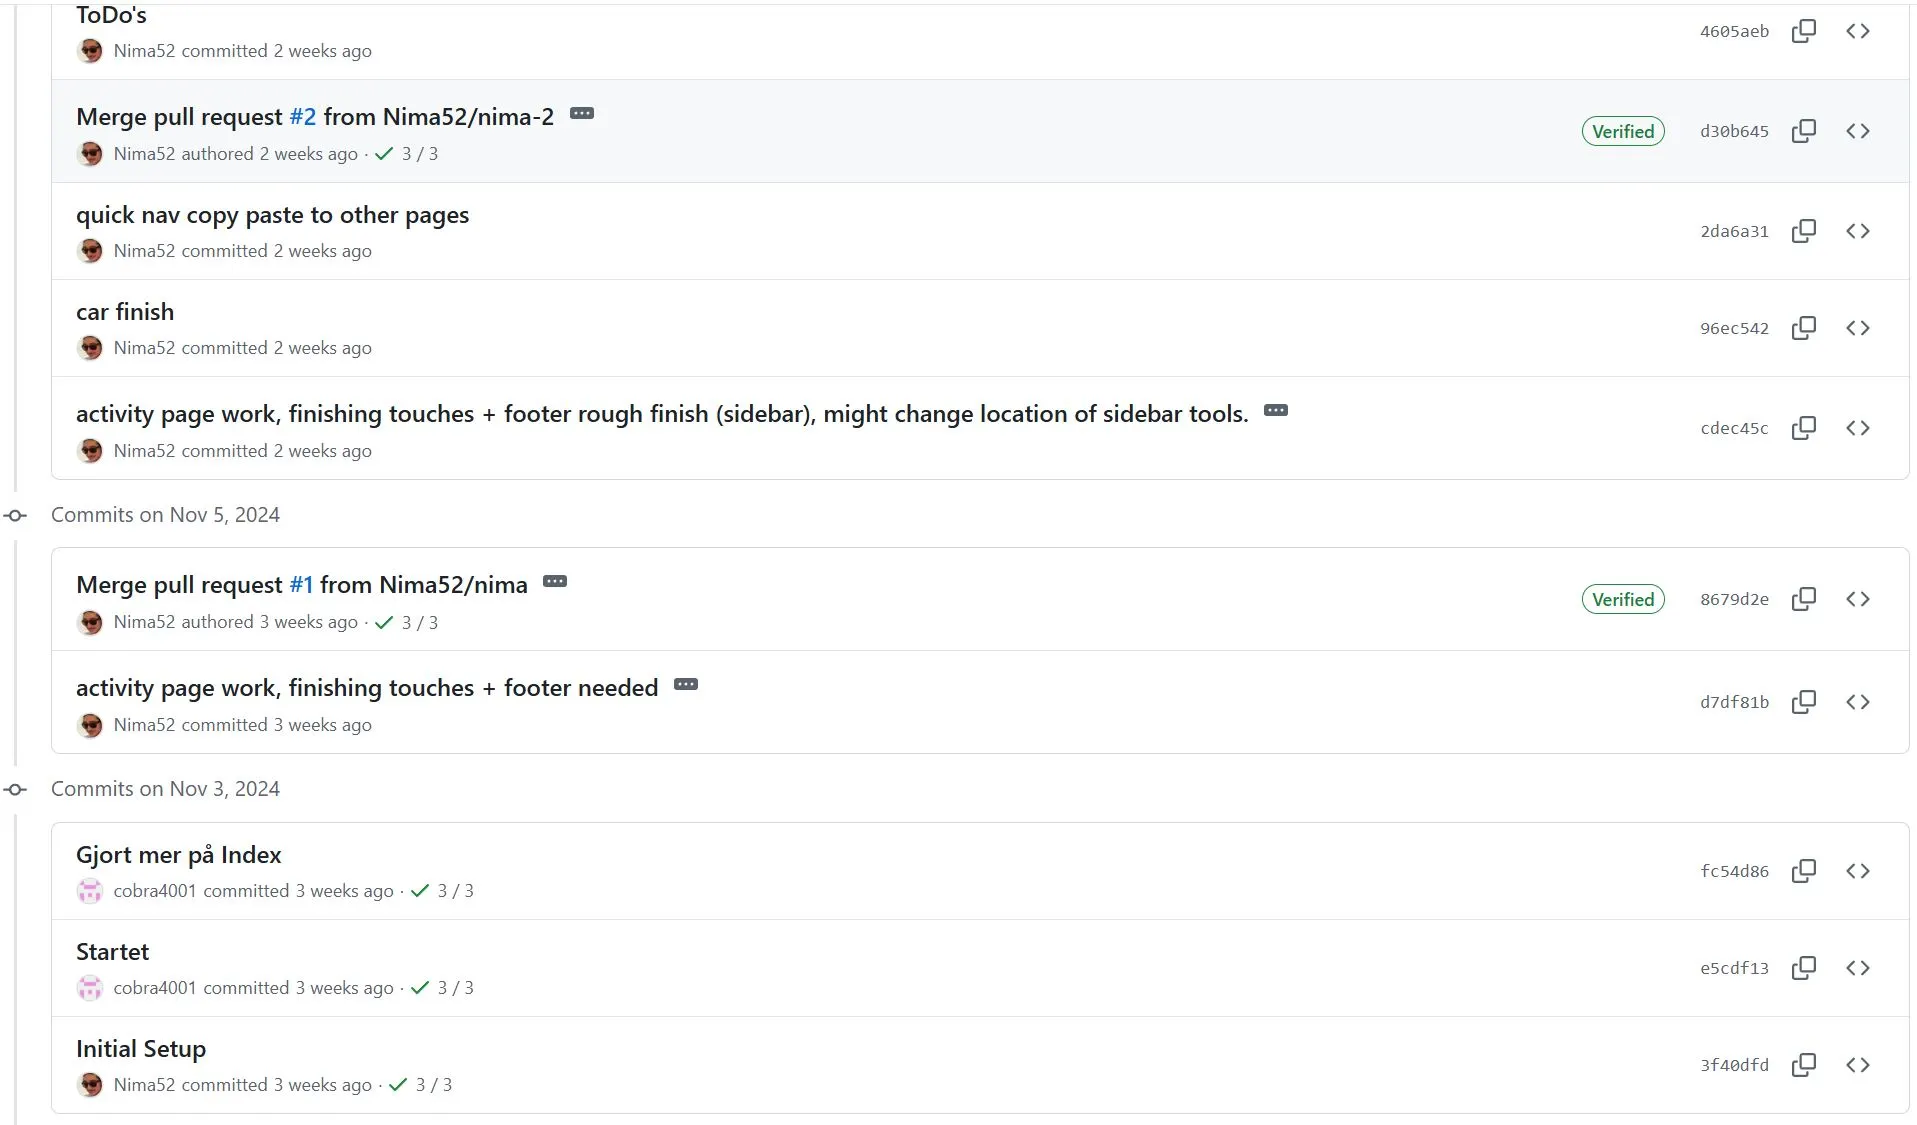 ToDo's
Nima52 committed 2 weeks ago
4605aeb
Merge pull request #2 from Nima52/nima-2
Nima52 authored 2 weeks ago · 3 / 3
Verified d30b645
quick nav copy paste to other pages
Nima52 committed 2 weeks ago
2da6a31
car finish
Nima52 committed 2 weeks ago
96ec542
activity page work, finishing touches + footer rough finish (sidebar), might change location of sidebar tools.
Nima52 committed 2 weeks ago
cdec45c
Commits on Nov 5, 2024
Merge pull request #1 from Nima52/nima
Nima52 authored 3 weeks ago · 3 / 3
Verified 8679d2e
activity page work, finishing touches + footer needed
Nima52 committed 3 weeks ago
d7df81b
Commits on Nov 3, 2024
Gjort mer på Index
cobra4001 committed 3 weeks ago · 3 / 3
fc54d86
Startet
cobra4001 committed 3 weeks ago · 3 / 3
e5cdf13
Initial Setup
Nima52 committed 3 weeks ago · 3 / 3
3f40dfd